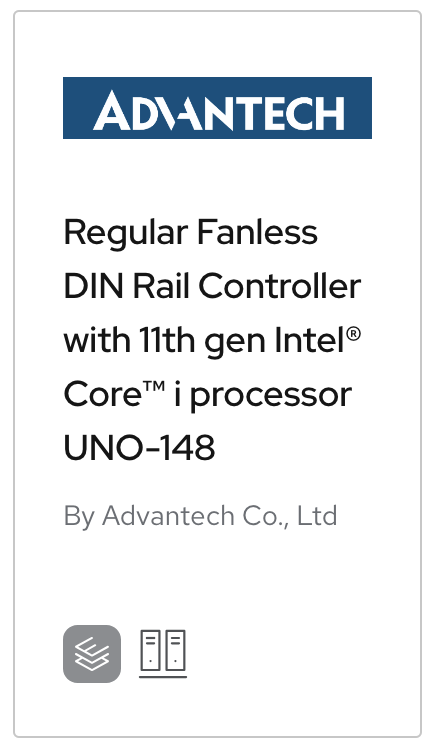 ADVANTECH
Regular Fanless
DIN Rail Controller
with 11th gen Intel®
Core™ i processor
UNO-148
By Advantech Co., Ltd